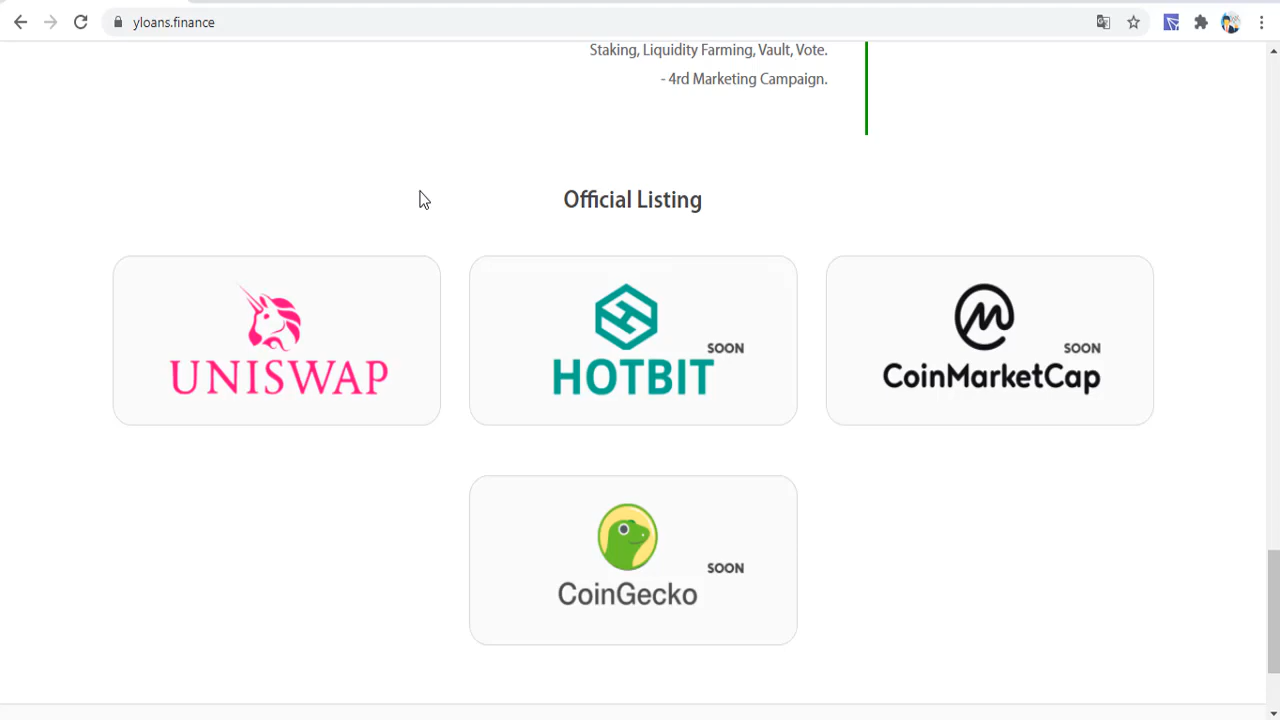 yloans.finance
Staking, Liquidity Farming, Vault, Vote.
- 4rd Marketing Campaign.
Official Listing
UNISWAP
SOON
HOTBIT
SOON
CoinMarketCap
SOON
CoinGecko